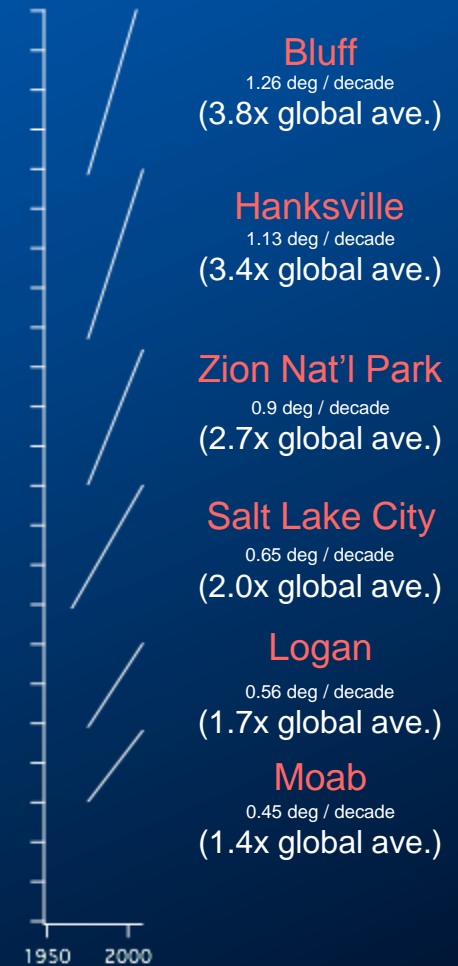 Bluff
1.26 deg / decade
(3.8x global ave.)
Hanksville
1.13 deg / decade
(3.4x global ave.)
Zion Nat’l Park
0.9 deg / decade
(2.7x global ave.)
Salt Lake City
0.65 deg / decade
(2.0x global ave.)
Logan
0.56 deg / decade
(1.7x global ave.)
Moab
0.45 deg / decade
(1.4x global ave.)
1950 2000